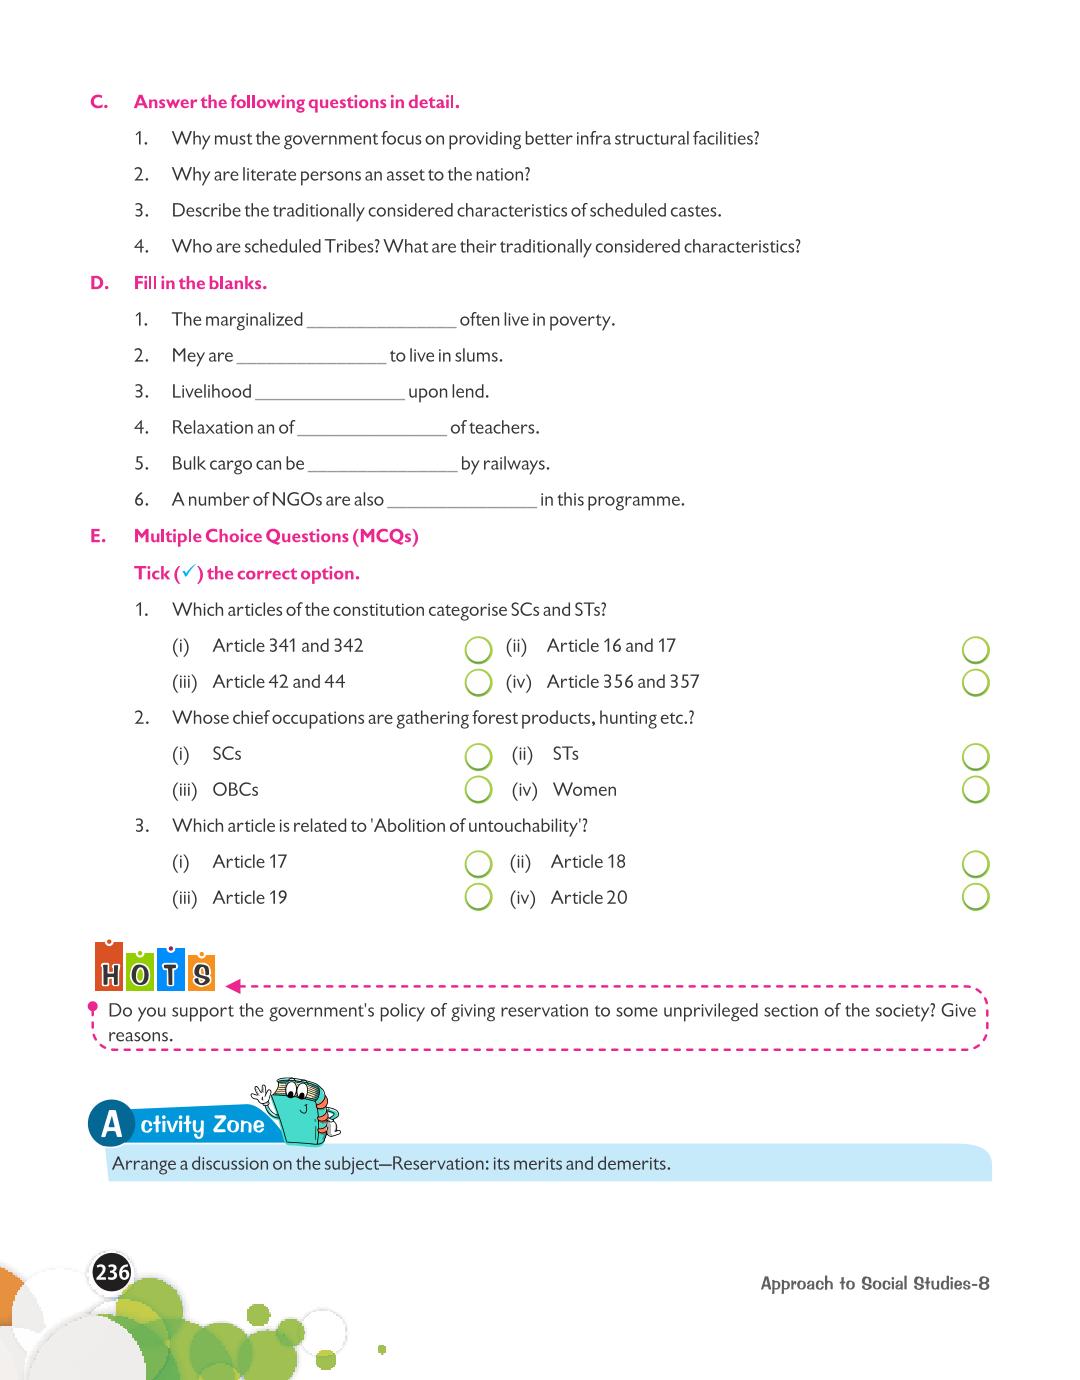 C. Answer the following questions in detail.
1. Why must the government focus on providing better infra structural facilities?
2. Why are literate persons an asset to the nation?
3. Describe the traditionally considered characteristics of scheduled castes.
4. Who are scheduled Tribes? What are their traditionally considered characteristics?
D. Fill in the blanks.
1. The marginalized _______________ often live in poverty.
2. Mey are _______________ to live in slums.
3. Livelihood _______________ upon lend.
4. Relaxation an of _______________ of teachers.
5. Bulk cargo can be _______________ by railways.
6. A number of NGOs are also _______________ in this programme.
E. Multiple Choice Questions (MCQs)
Tick (✓) the correct option.
1. Which articles of the constitution categorise SCs and STs?
(i) Article 341 and 342 (ii) Article 16 and 17
(iii) Article 42 and 44 (iv) Article 356 and 357
2. Whose chief occupations are gathering forest products, hunting etc.?
(i) SCs (ii) STs
(iii) OBCs (iv) Women
3. Which article is related to 'Abolition of untouchability'?
(i) Article 17 (ii) Article 18
(iii) Article 19 (iv) Article 20
HOTS
Do you support the government's policy of giving reservation to some unprivileged section of the society? Give
reasons.
Activity Zone
Arrange a discussion on the subject—Reservation: its merits and demerits.
236
Approach to Social Studies-8